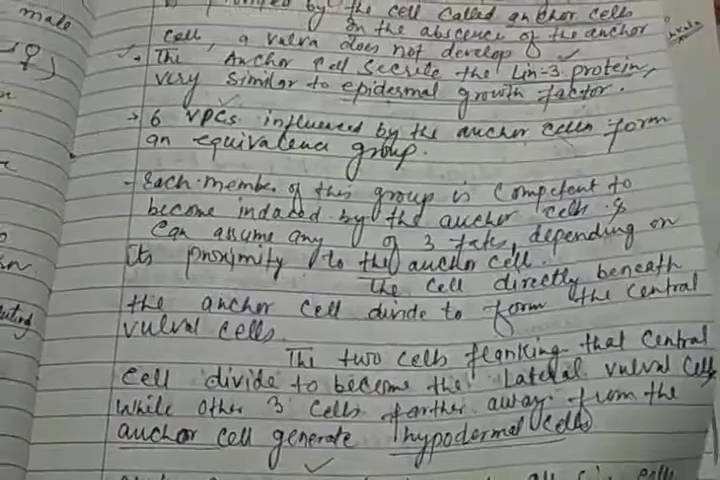 male
by the cell called anchor cells
In the abscence of the anchor
cell, a valva does not develop
→ The Anchor Cell secrete the Lin-3 protein,
very similar to epidesmal growth factor.
→ 6 VPCs influenced by the anchor cells form
an equivalence group.
- Each member of this group is competent to
become induced by the anchor cells &
can assume any of 3 fates, depending on
its proximity to the anchor cell.
The cell directly beneath
the anchor cell divide to form the central
vulval cells.
The two cells flanking that central
cell divide to become the lateral vulval cells
While other 3 cells farther away from the
anchor cell generate hypodermal cells